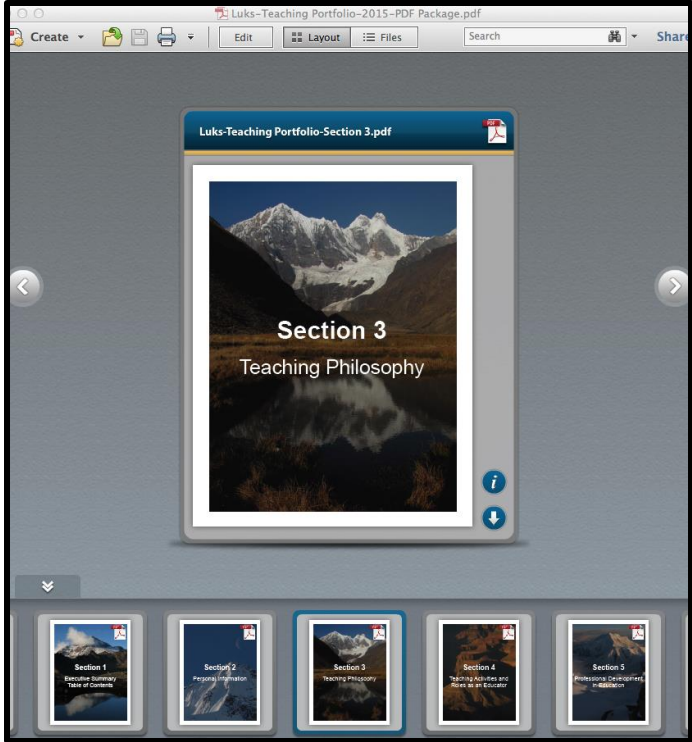 Luks-Teaching Portfolio-2015-PDF Package.pdf
Create
Edit
Layout
Files
Search
Share
Luks-Teaching Portfolio-Section 3.pdf
PDF
Section 3
Teaching Philosophy
i
Section 1
Executive Summary
Table of Contents
Section 2
Personal Information
Section 3
Teaching Philosophy
Section 4
Teaching Activities and
Roles as an Educator
Section 5
Professional Development
in Education